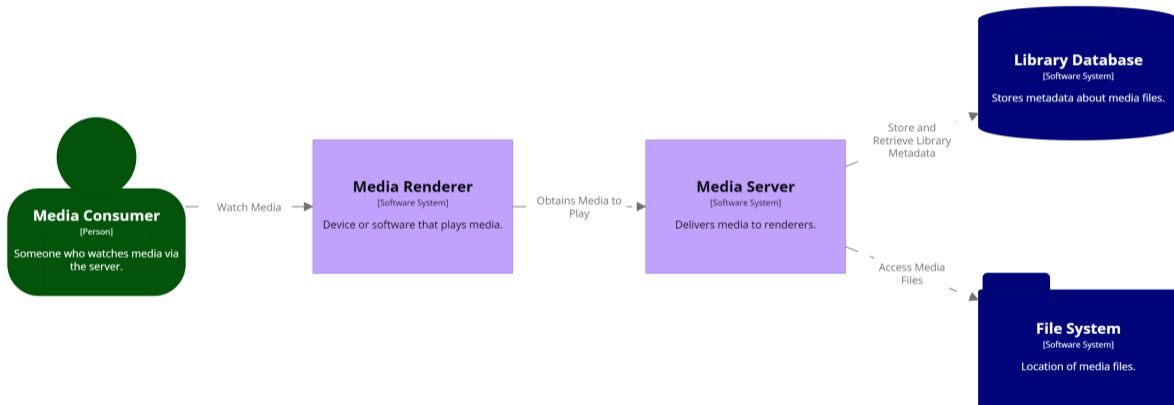 Media Consumer
[Person]
Someone who watches media via
the server.
Watch Media
Media Renderer
[Software System]
Device or software that plays media.
Obtains Media to
Play
Media Server
[Software System]
Delivers media to renderers.
Store and
Retrieve Library
Metadata
Library Database
[Software System]
Stores metadata about media files.
Access Media
Files
File System
[Software System]
Location of media files.